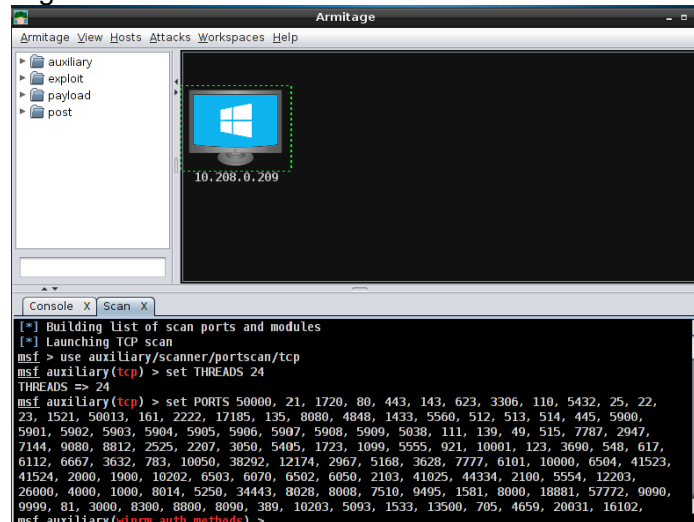 Armitage
Armitage View Hosts Attacks Workspaces Help
auxiliary
exploit
payload
post
10.208.0.209
Console X Scan X
[*] Building list of scan ports and modules
[*] Launching TCP scan
msf > use auxiliary/scanner/portscan/tcp
msf auxiliary(tcp) > set THREADS 24
THREADS => 24
msf auxiliary(tcp) > set PORTS 50000, 21, 1720, 80, 443, 143, 623, 3306, 110, 5432, 25, 22,
23, 1521, 50013, 161, 2222, 17185, 135, 8080, 4848, 1433, 5560, 512, 513, 514, 445, 5900,
5901, 5902, 5903, 5904, 5905, 5906, 5907, 5908, 5909, 5038, 111, 139, 49, 515, 7787, 2947,
7144, 9080, 8812, 2525, 2207, 3050, 5405, 1723, 1099, 5555, 921, 10001, 123, 3690, 548, 617,
6112, 6667, 3632, 783, 10050, 38292, 12174, 2967, 5168, 3628, 7777, 6101, 10000, 6504, 41523,
41524, 2000, 1900, 10202, 6503, 6070, 6502, 6050, 2103, 41025, 44334, 2100, 5554, 12203,
26000, 4000, 1000, 8014, 5250, 34443, 8028, 8008, 7510, 9495, 1581, 8000, 18881, 57772, 9090,
9999, 81, 3000, 8300, 8800, 8090, 389, 10203, 5093, 1533, 13500, 705, 4659, 20031, 16102,
msf auxiliary(winrm_auth_methods) >